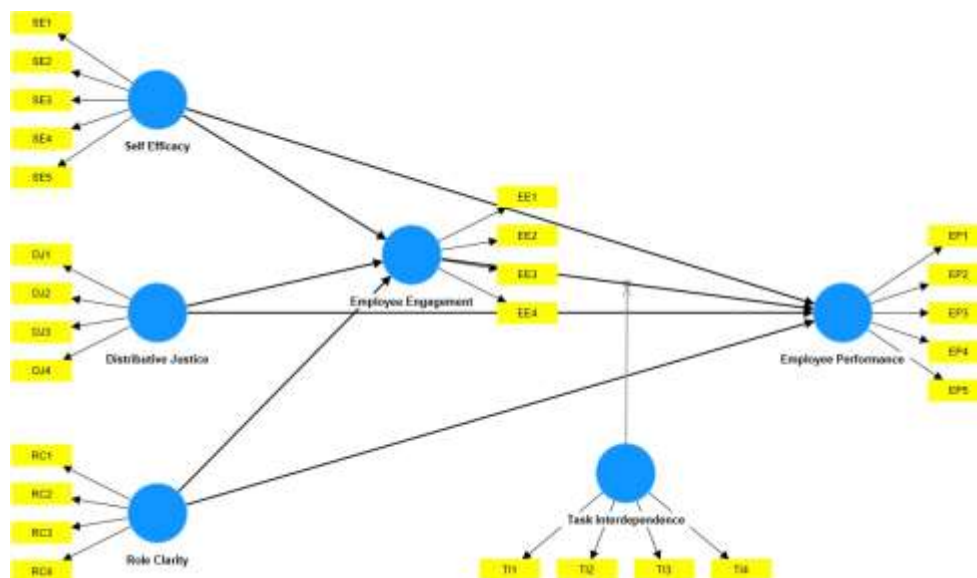 SE1
SE2
SE3
SE4
SE5
Self Efficacy
EE1
EE2
EE3
EE4
Employee Engagement
DJ1
DJ2
DJ3
DJ4
Distributive Justice
EP1
EP2
EP3
EP4
EP5
Employee Performance
RC1
RC2
RC3
RC4
Role Clarity
Task Interdependence
TI1
TI2
TI3
TI4